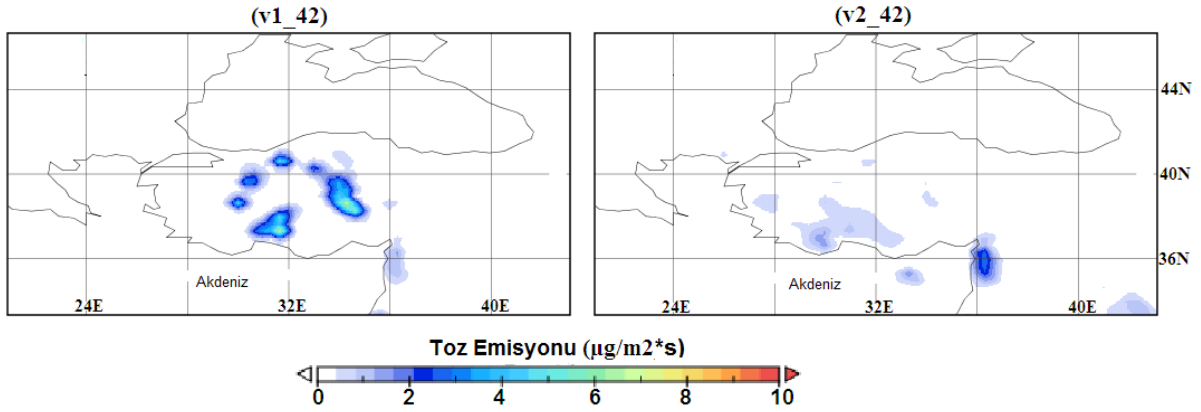 (v1_42) (v2_42)
44N
40N
36N
Akdeniz Akdeniz
24E 32E 40E 24E 32E 40E
Toz Emisyonu (µg/m2*s)
0 2 4 6 8 10